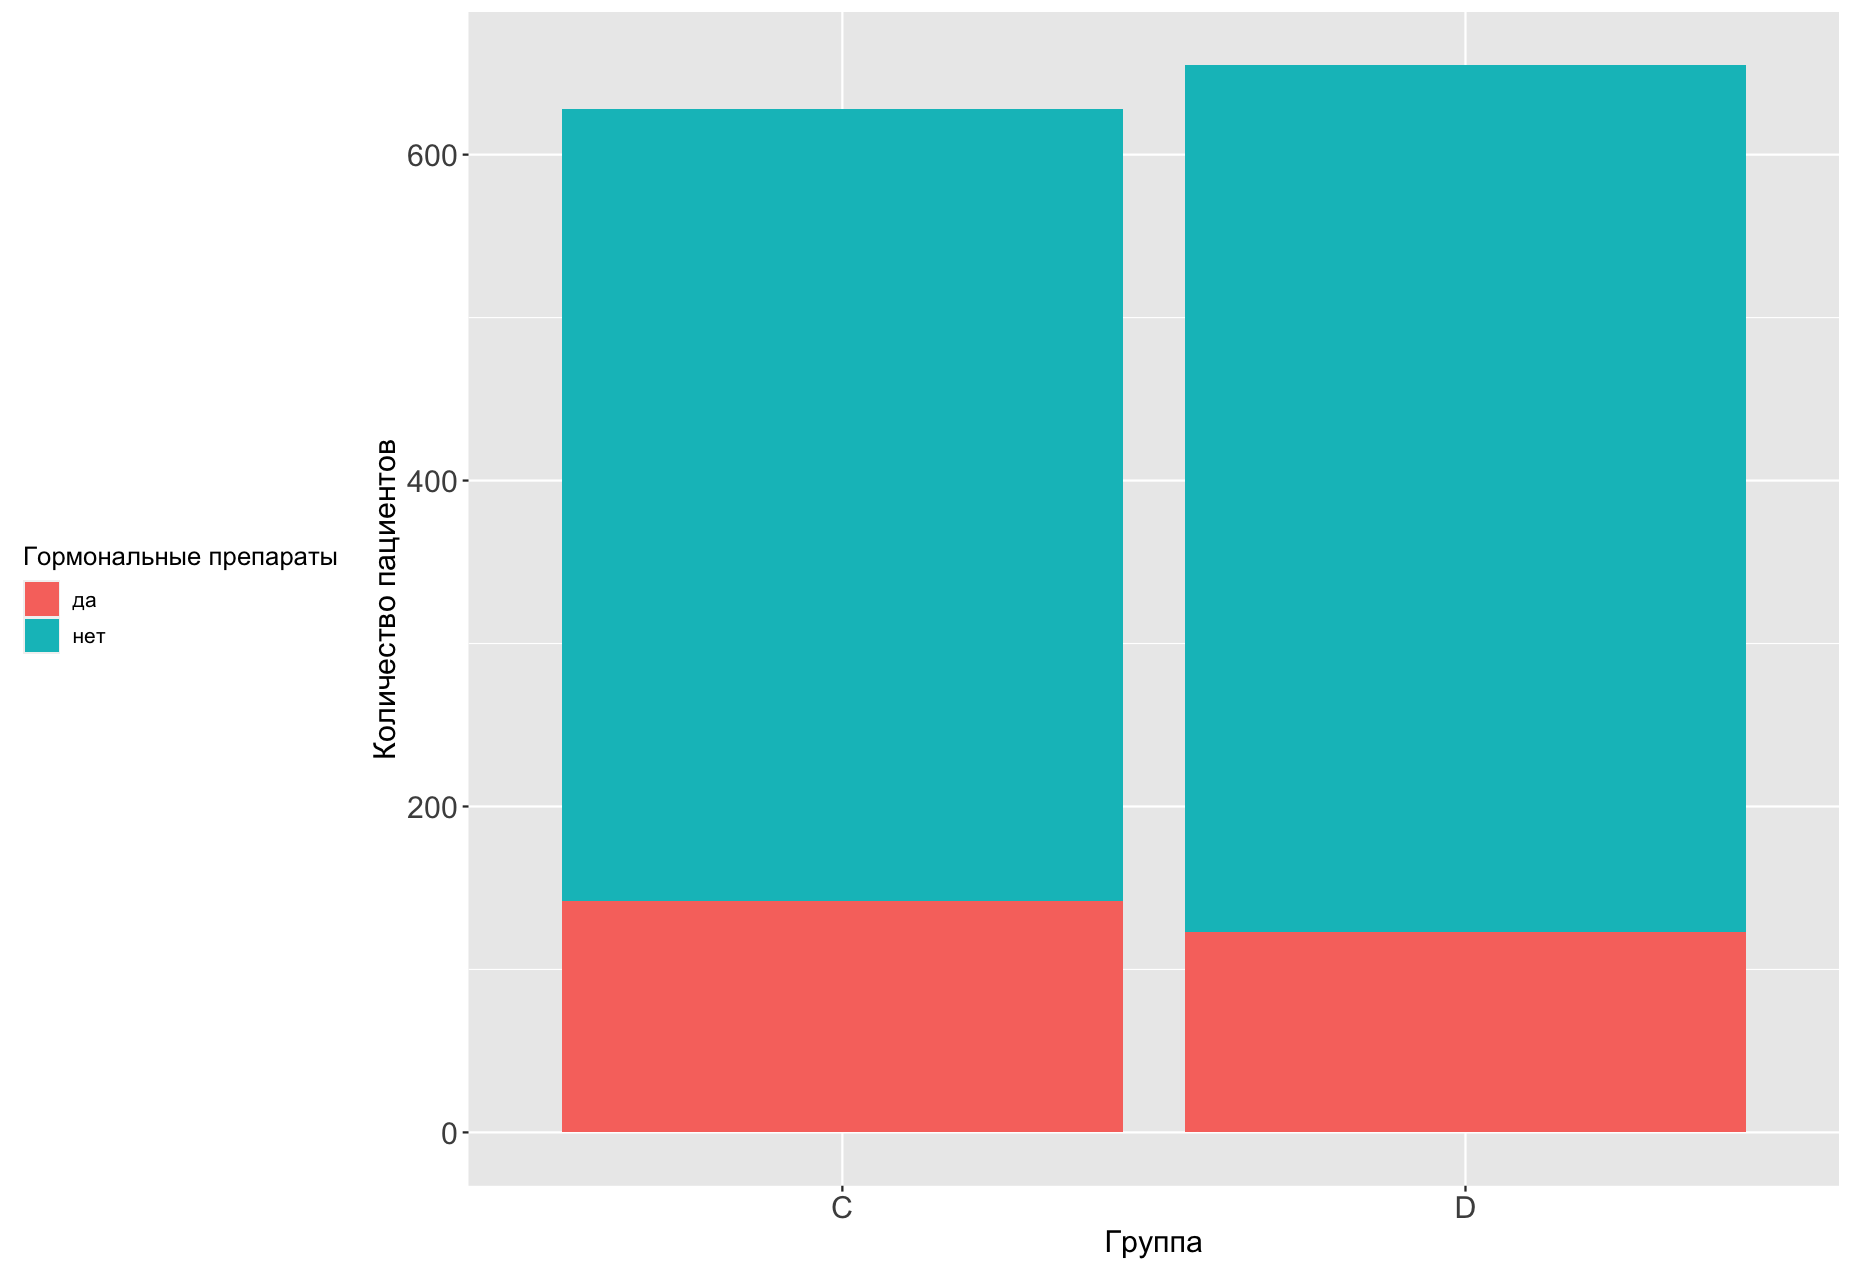 Гормональные препараты
да
нет
Количество пациентов
600
400
200
0
C
D
Группа